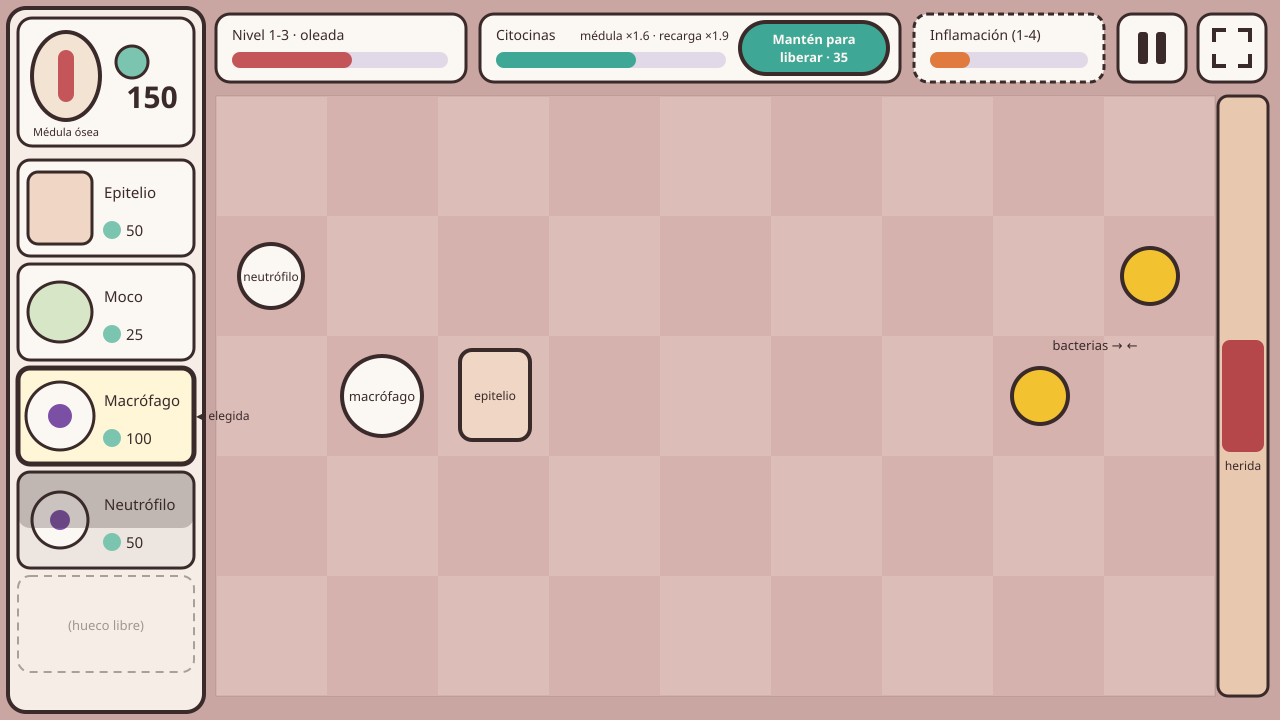 150
Médula ósea
Epitelio
50
Moco
25
Macrófago
100
◂ elegida
Neutrófilo
50
(hueco libre)
Nivel 1-3 · oleada
Citocinas
médula ×1.6 · recarga ×1.9
Mantén para
liberar · 35
Inflamación (1-4)
neutrófilo
bacterias → ←
macrófago
epitelio
herida